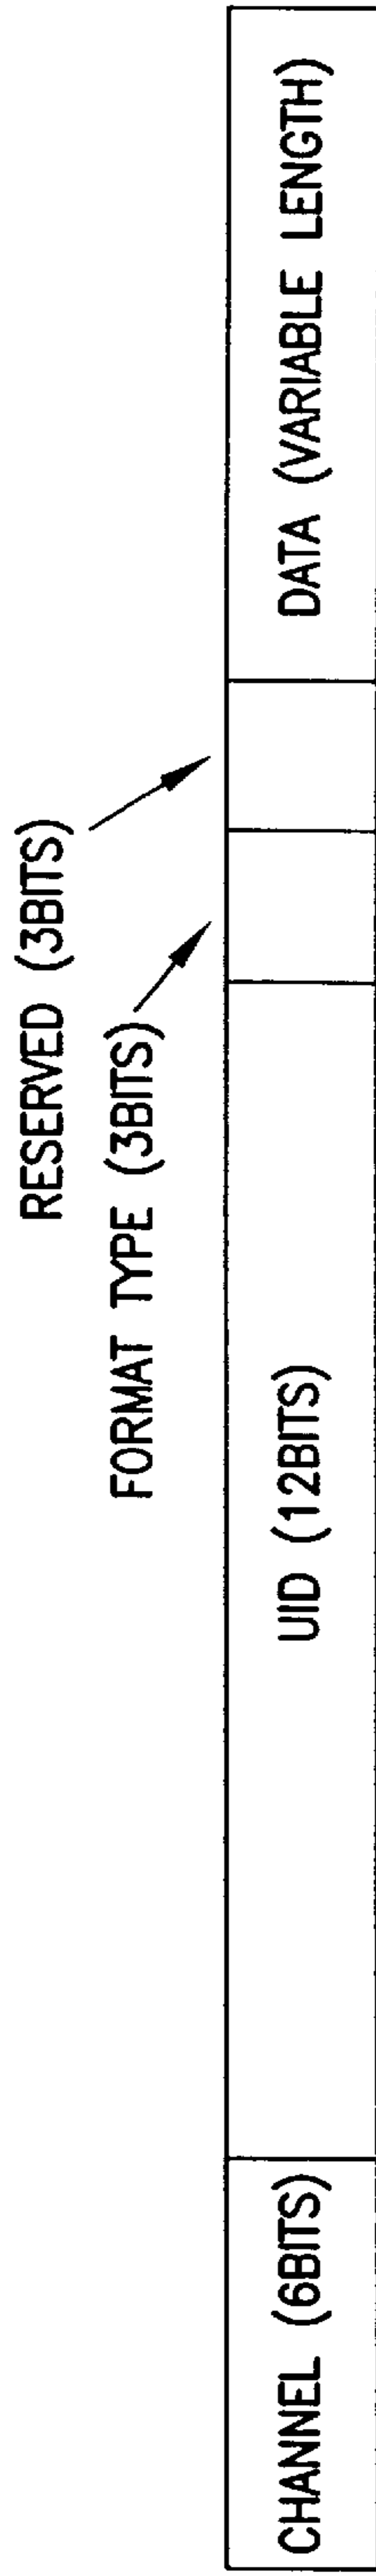 RESERVED (3BITS)
FORMAT TYPE (3BITS)
CHANNEL (6BITS)
UID (12BITS)
DATA (VARIABLE LENGTH)